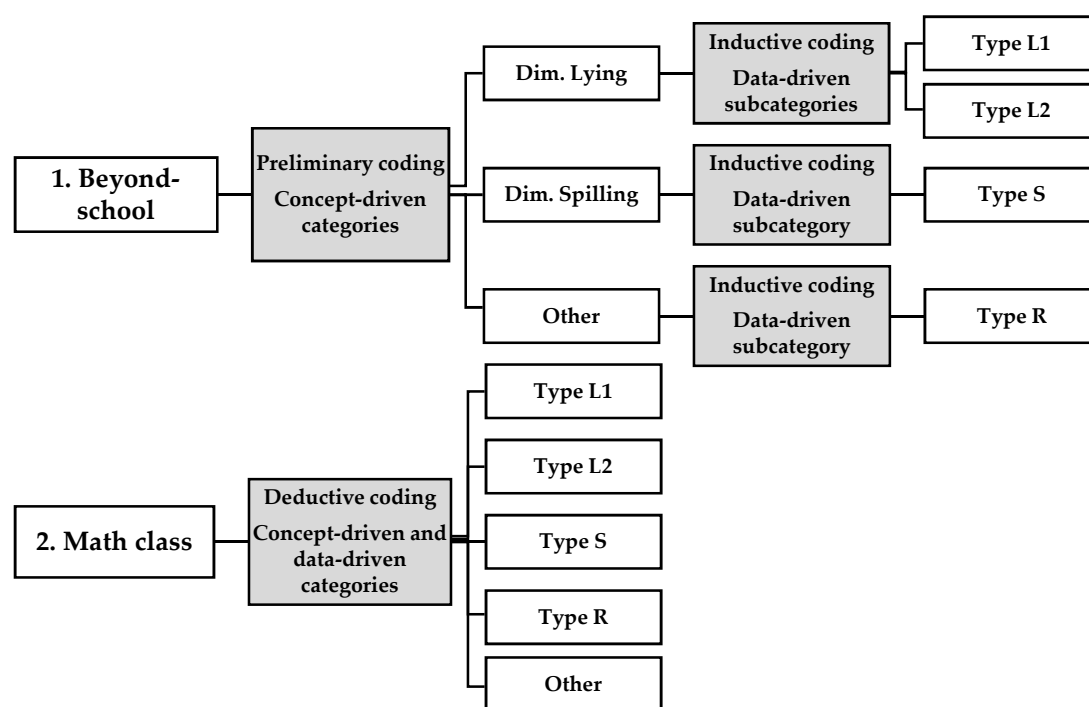 1. Beyond-
school
Preliminary coding
Concept-driven
categories
Dim. Lying
Inductive coding
Data-driven
subcategories
Type L1
Type L2
Dim. Spilling
Inductive coding
Data-driven
subcategory
Type S
Other
Inductive coding
Data-driven
subcategory
Type R
2. Math class
Deductive coding
Concept-driven and
data-driven
categories
Type L1
Type L2
Type S
Type R
Other